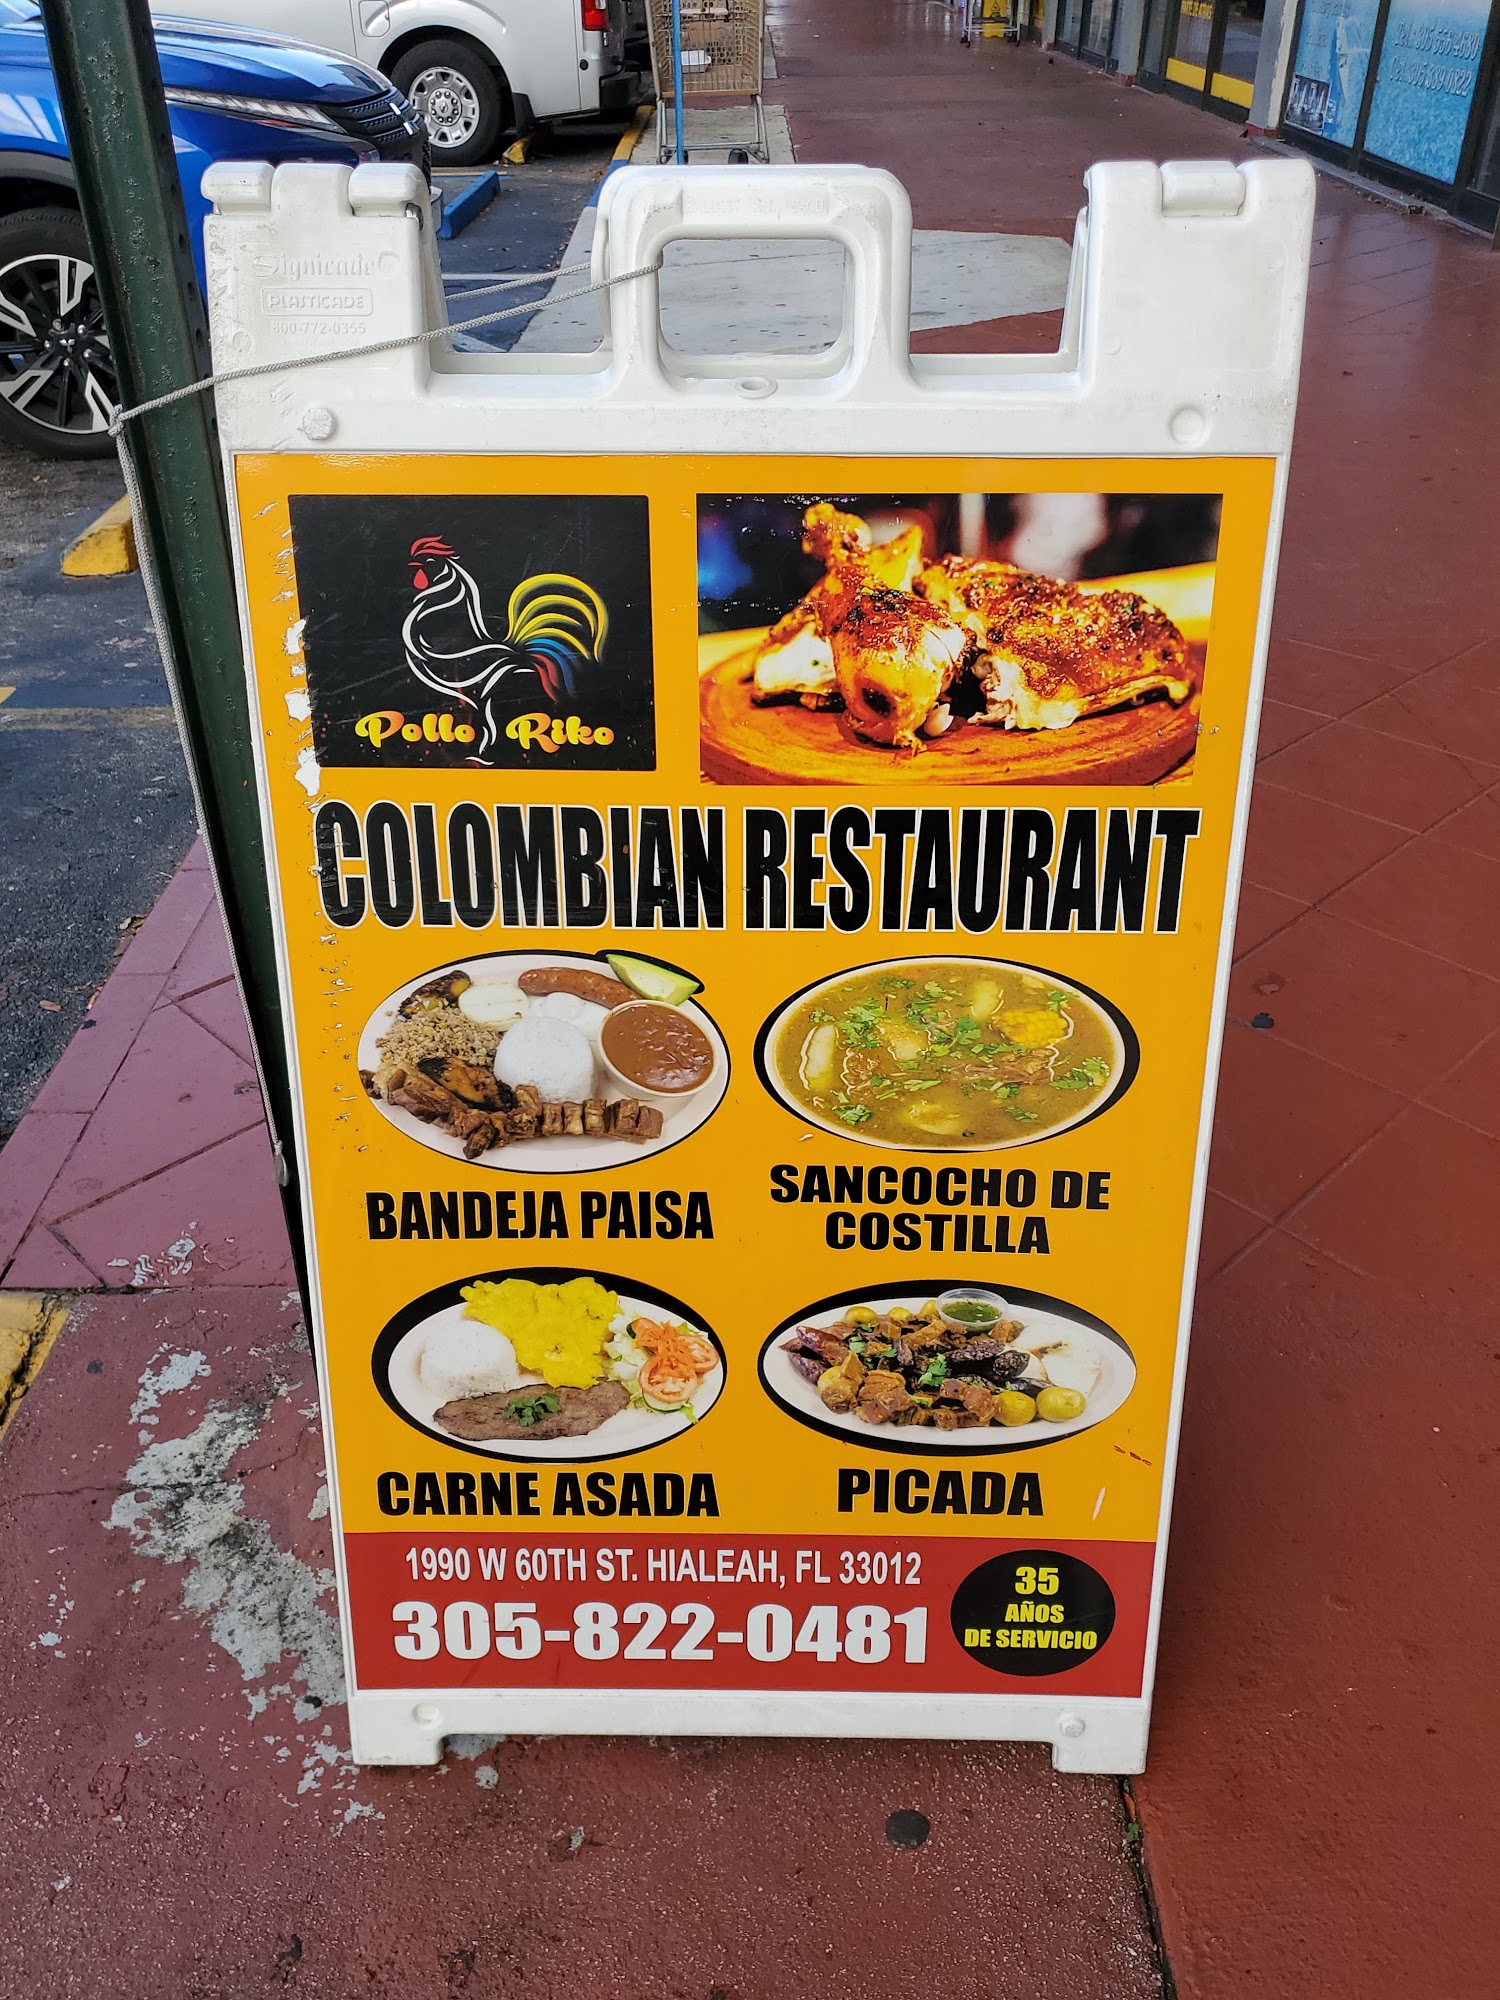 Signicade
PLASTICADE
800-772-0355
Pollo Riko
COLOMBIAN RESTAURANT
BANDEJA PAISA
SANCOCHO DE
COSTILLA
CARNE ASADA
PICADA
1990 W 60TH ST. HIALEAH, FL 33012
305-822-0481
35
AÑOS
DE SERVICIO